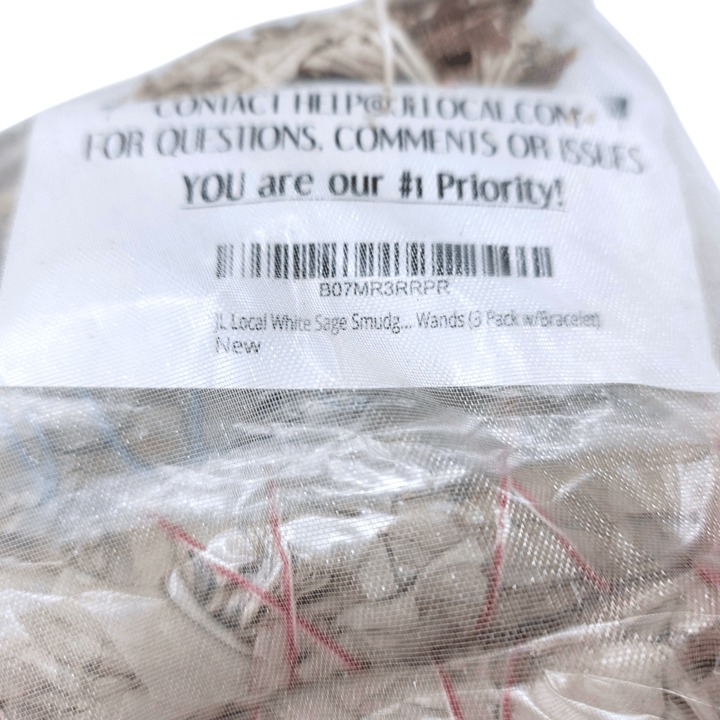 CONTACT HELP@JLLOCAL.COM
FOR QUESTIONS, COMMENTS OR ISSUES
YOU are our #1 Priority!
B07MR3RRPR
JL Local White Sage Smudg... Wands (3 Pack w/Bracelet)
New